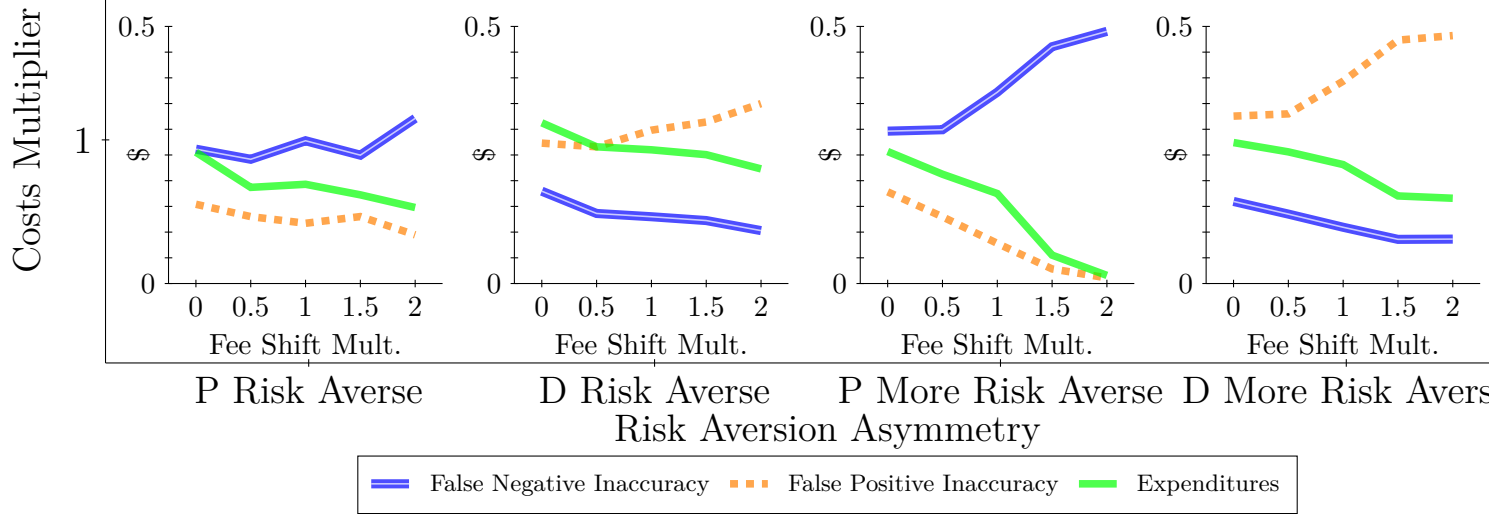 Costs Multiplier
1
0.5
$
0
0 0.5 1 1.5 2
Fee Shift Mult.
P Risk Averse
0.5
$
0
0 0.5 1 1.5 2
Fee Shift Mult.
D Risk Averse
0.5
$
0
0 0.5 1 1.5 2
Fee Shift Mult.
P More Risk Averse
0.5
$
0
0 0.5 1 1.5 2
Fee Shift Mult.
D More Risk Avers
Risk Aversion Asymmetry
False Negative Inaccuracy False Positive Inaccuracy Expenditures